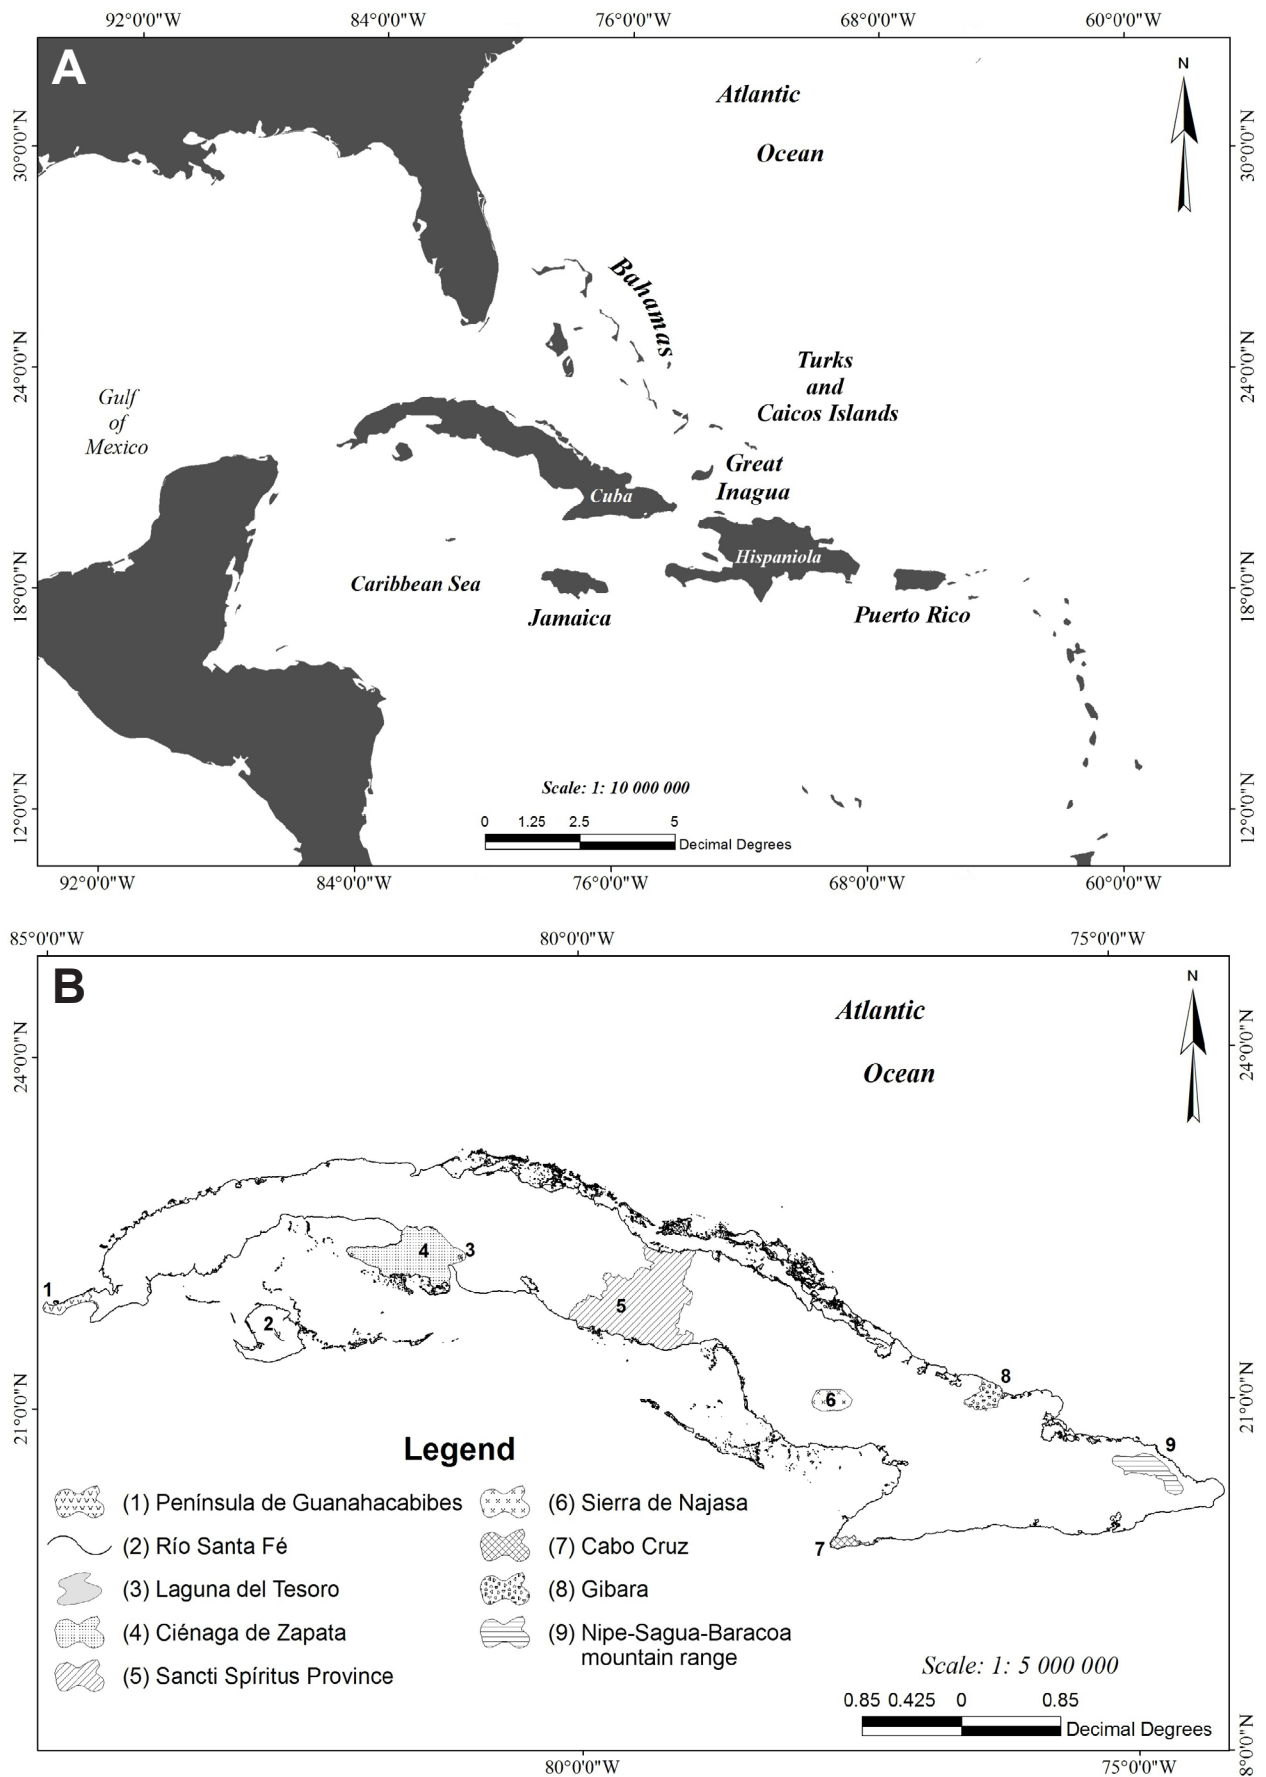 92°0'0"W 84°0'0"W 76°0'0"W 68°0'0"W 60°0'0"W
A
N
Atlantic
Ocean
30°0'0"N
30°0'0"N
Bahamas
24°0'0"N
24°0'0"N
Turks
and
Caicos Islands
Gulf
of
Mexico
Great
Inagua
Cuba
Hispaniola
18°0'0"N
18°0'0"N
Caribbean Sea
Jamaica
Puerto Rico
12°0'0"N
12°0'0"N
Scale: 1: 10 000 000
0 1.25 2.5 5
Decimal Degrees
92°0'0"W 84°0'0"W 76°0'0"W 68°0'0"W 60°0'0"W
85°0'0"W 80°0'0"W 75°0'0"W
B
N
Atlantic
Ocean
24°0'0"N
24°0'0"N
4 3
1
5
2
8
6
21°0'0"N
21°0'0"N
9
7
Legend
(1) Península de Guanahacabibes
(2) Río Santa Fé
(3) Laguna del Tesoro
(4) Ciénaga de Zapata
(5) Sancti Spíritus Province
(6) Sierra de Najasa
(7) Cabo Cruz
(8) Gibara
(9) Nipe-Sagua-Baracoa
mountain range
Scale: 1: 5 000 000
0.85 0.425 0 0.85
Decimal Degrees
8°0'0"N
80°0'0"W 75°0'0"W